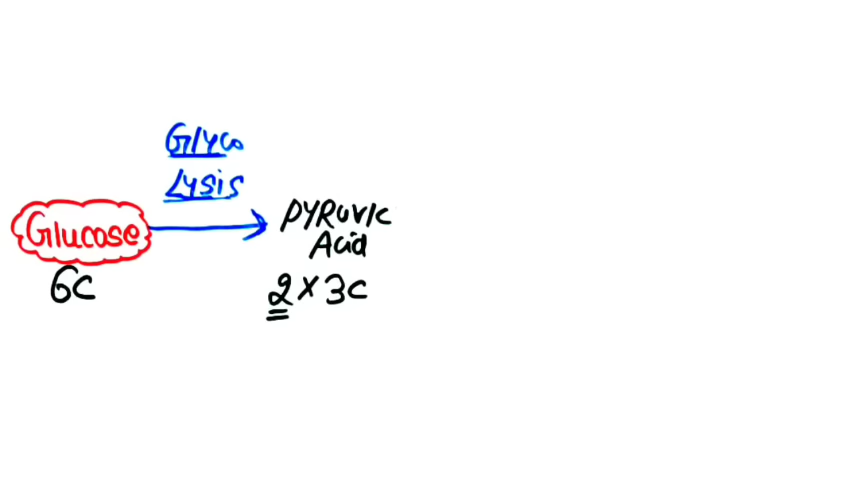 Glyco
Lysis
Glucose
Pyruvic
Acid
6C
2 x 3C